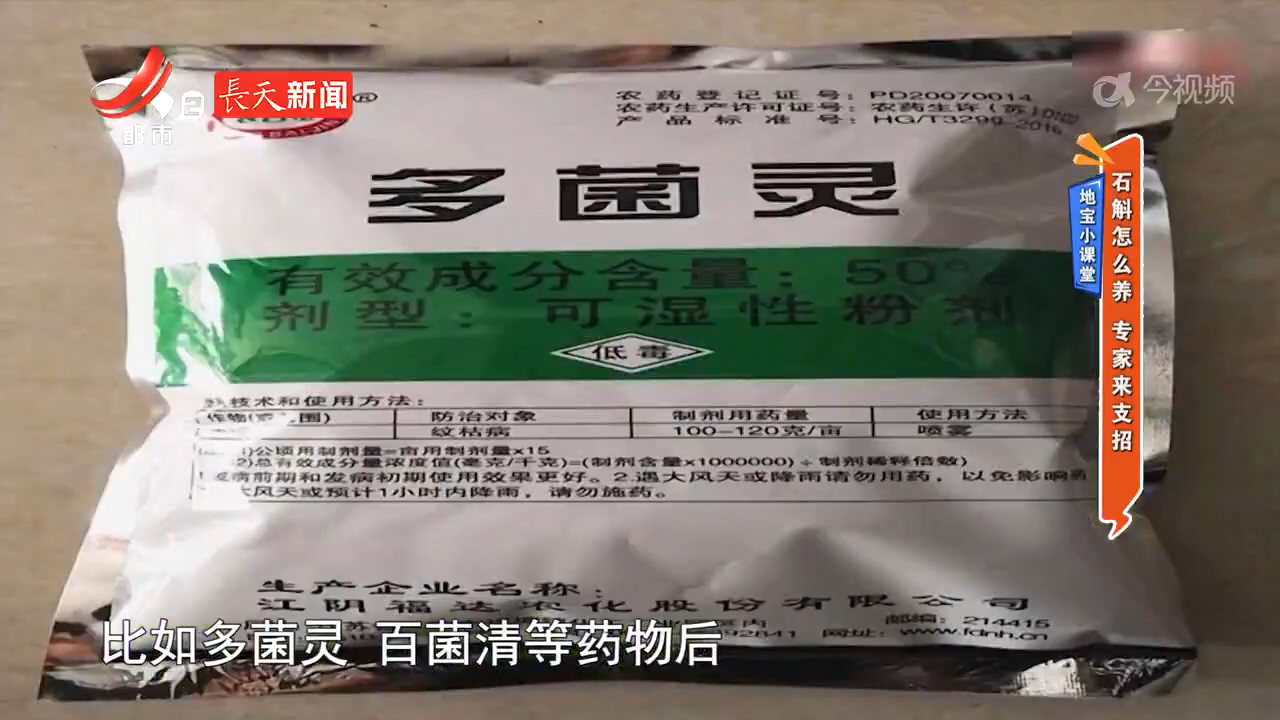 長天新闻
都市
今视频
BAIJIN
农药登记证号：PD20070014
农药生产许可证号：农药生许(苏)
产品标准号：HG/T3290-2016
多菌灵
有效成分含量：50%
剂型：可湿性粉剂
低毒
技术和使用方法：
防治对象 制剂用药量 使用方法
纹枯病 100-120克/亩 喷雾
公顷用制剂量=亩用制剂量x15
2)总有效成分量浓度值(毫克/千克)=(制剂含量x1000000)÷制剂稀释倍数)
病前期和发病初期使用效果更好。2.遇大风天或降雨请勿用药，以免影响
大风天或预计1小时内降雨，请勿施药。
生产企业名称：
江阴福达农化股份有限公司
邮编：214415
网址：www.fdnh.cn
地宝小课堂
石斛怎么养 专家来支招
比如多菌灵 百菌清等药物后